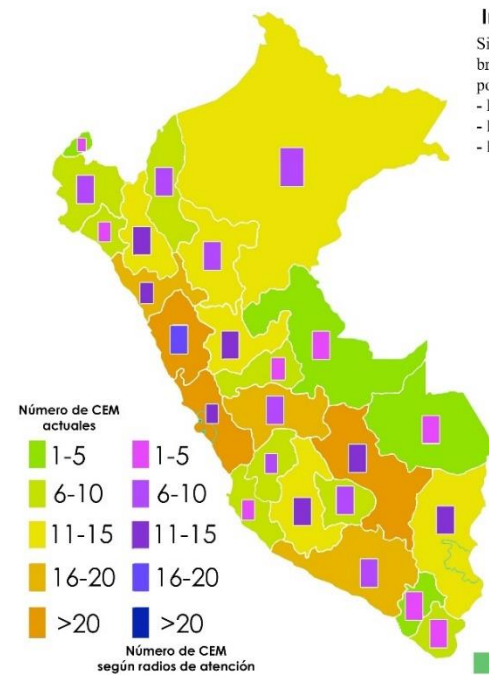 Número de CEM
actuales
1-5
1-5
6-10
6-10
11-15
11-15
16-20
16-20
>20
>20
Número de CEM
según radios de atención